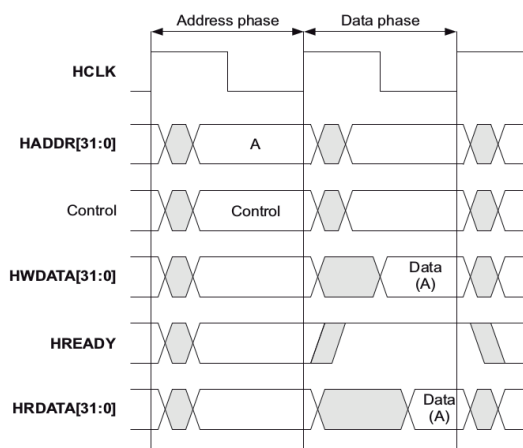 Address phase
Data phase
HCLK
HADDR[31:0]
A
Control
Control
HWDATA[31:0]
Data
(A)
HREADY
HRDATA[31:0]
Data
(A)